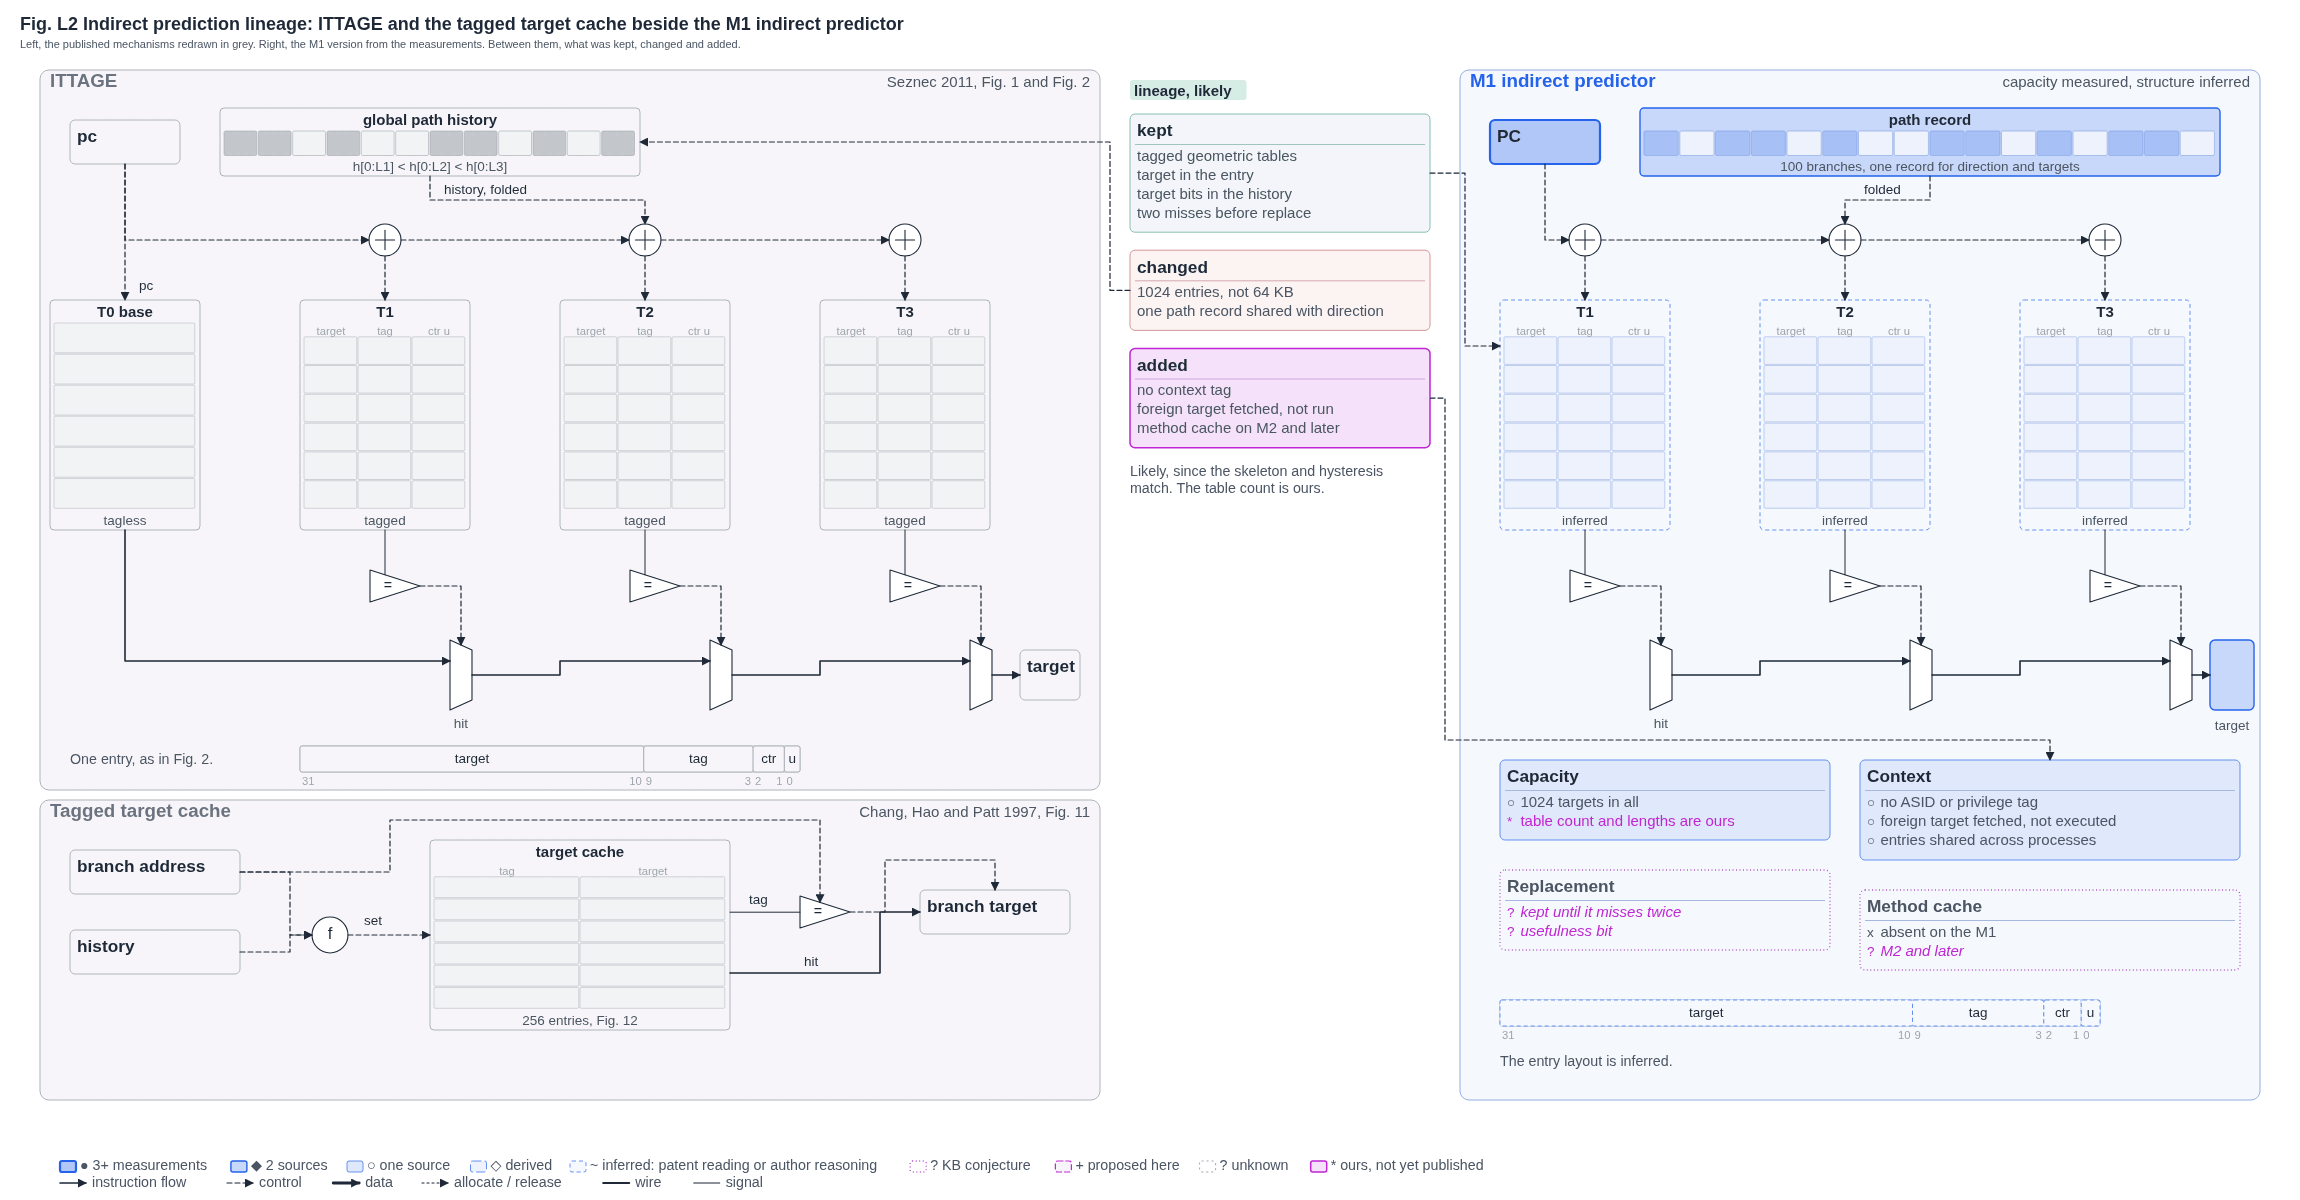 Fig. L2 Indirect prediction lineage: ITTAGE and the tagged target cache beside the M1 indirect predictor
Left, the published mechanisms redrawn in grey. Right, the M1 version from the measurements. Between them, what was kept, changed and added.
ITTAGE
Seznec 2011, Fig. 1 and Fig. 2
pc
global path history
h[0:L1] < h[0:L2] < h[0:L3]
history, folded
pc
T0 base
tagless
T1
target tag ctr u
tagged
T2
target tag ctr u
tagged
T3
target tag ctr u
tagged
=
=
=
hit
target
One entry, as in Fig. 2.
target tag ctr u
31 10 9 3 2 1 0
Tagged target cache
Chang, Hao and Patt 1997, Fig. 11
branch address
history
f
set
target cache
tag target
256 entries, Fig. 12
tag
=
hit
branch target
lineage, likely
kept
tagged geometric tables
target in the entry
target bits in the history
two misses before replace
changed
1024 entries, not 64 KB
one path record shared with direction
added
no context tag
foreign target fetched, not run
method cache on M2 and later
Likely, since the skeleton and hysteresis
match. The table count is ours.
M1 indirect predictor
capacity measured, structure inferred
PC
path record
100 branches, one record for direction and targets
folded
T1
target tag ctr u
inferred
T2
target tag ctr u
inferred
T3
target tag ctr u
inferred
=
=
=
hit
target
Capacity
○ 1024 targets in all
* table count and lengths are ours
Context
○ no ASID or privilege tag
○ foreign target fetched, not executed
○ entries shared across processes
Replacement
? kept until it misses twice
? usefulness bit
Method cache
x absent on the M1
? M2 and later
target tag ctr u
31 10 9 3 2 1 0
The entry layout is inferred.
● 3+ measurements ◆ 2 sources ○ one source ◇ derived ~ inferred: patent reading or author reasoning ? KB conjecture + proposed here ? unknown * ours, not yet published
instruction flow control data allocate / release wire signal